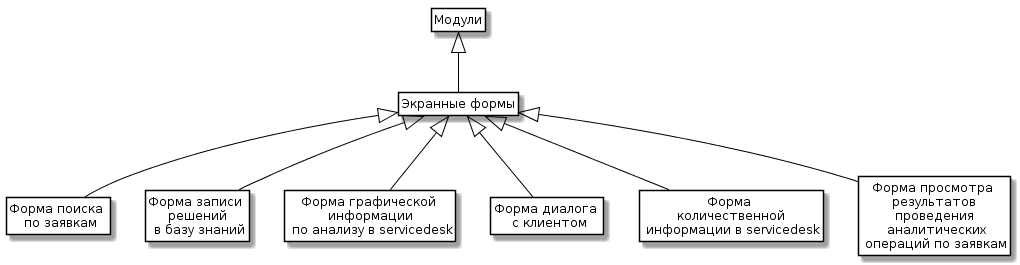 Модули
Экранные формы
Форма поиска
по заявкам
Форма записи
решений
в базу знаний
Форма графической
информации
по анализу в servicedesk
Форма диалога
с клиентом
Форма
количественной
информации в servicedesk
Форма просмотра
результатов
проведения
аналитических
операций по заявкам